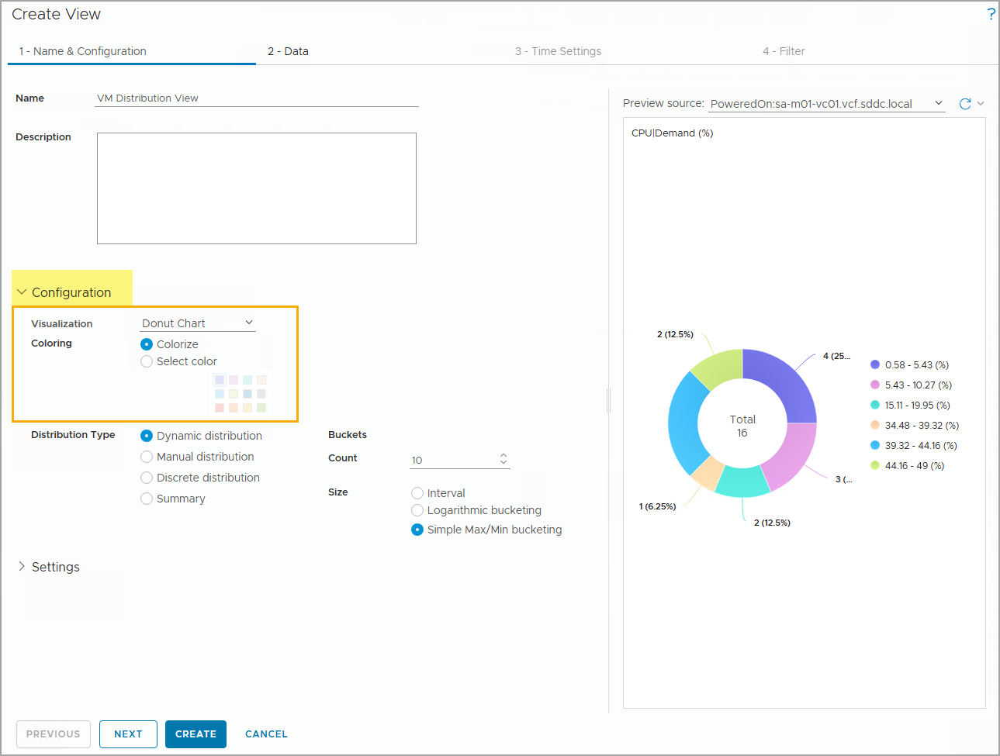 Create View
?
1 - Name & Configuration
2 - Data
3 - Time Settings
4 - Filter
Name
VM Distribution View
Description
Configuration
Visualization
Donut Chart
Coloring
Colorize
Select color
Distribution Type
Dynamic distribution
Manual distribution
Discrete distribution
Summary
Buckets
Count
10
Size
Interval
Logarithmic bucketing
Simple Max/Min bucketing
Settings
Preview source: PoweredOn:sa-m01-vc01.vcf.sddc.local
CPU|Demand (%)
2 (12.5%)
4 (25...
3 (...
2 (12.5%)
1 (6.25%)
Total
16
0.58 - 5.43 (%)
5.43 - 10.27 (%)
15.11 - 19.95 (%)
34.48 - 39.32 (%)
39.32 - 44.16 (%)
44.16 - 49 (%)
PREVIOUS
NEXT
CREATE
CANCEL